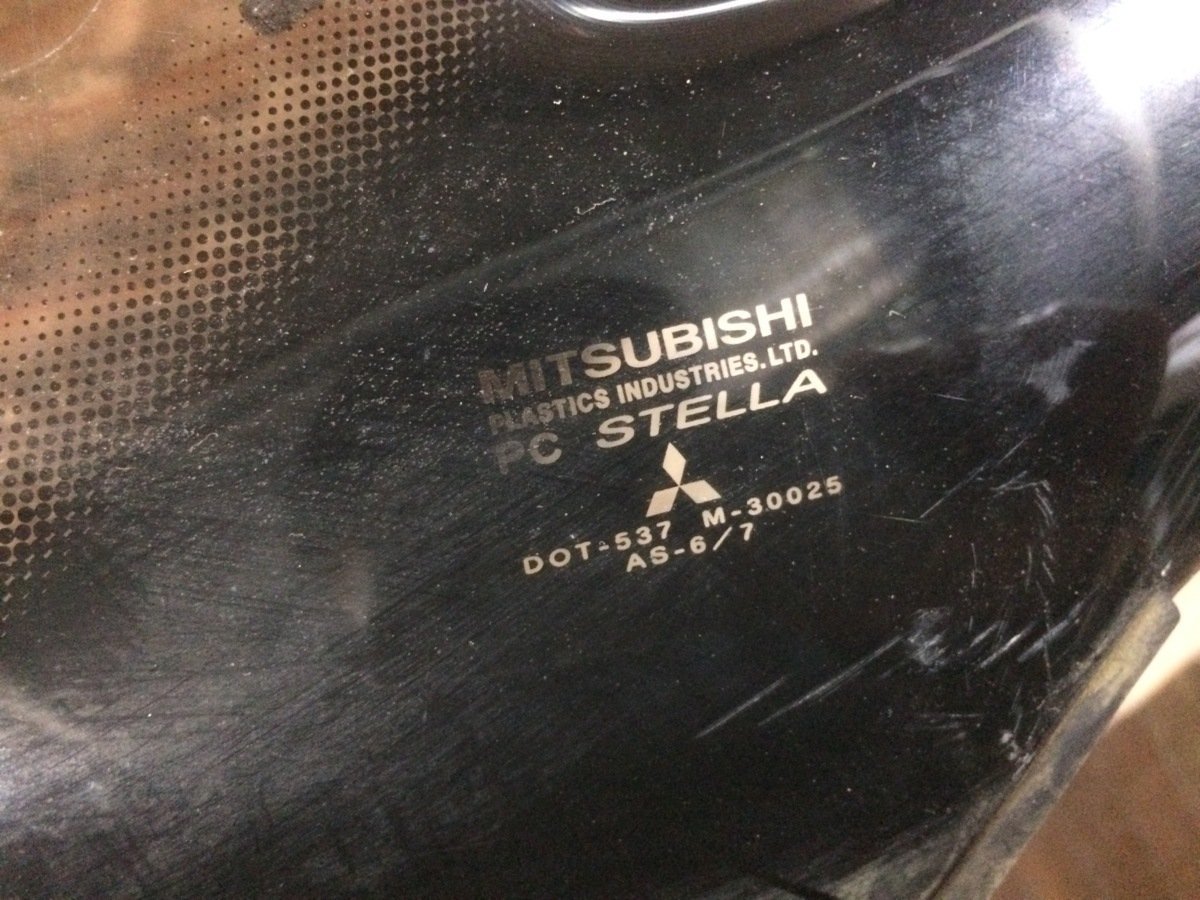 MITSUBISHI
PLASTICS INDUSTRIES.LTD.
PC STELLA
DOT-537 M-30025
AS-6/7